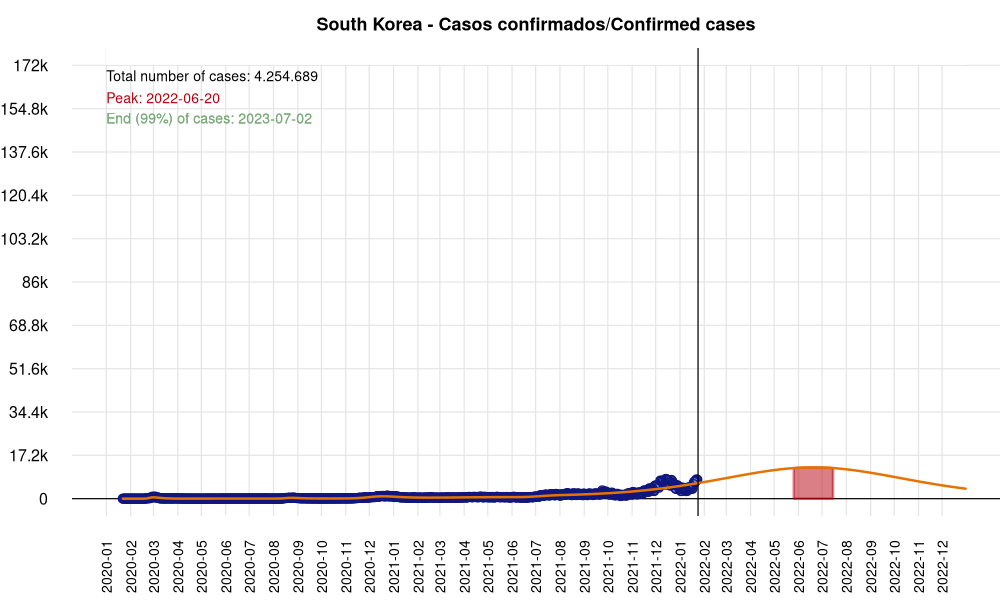 South Korea - Casos confirmados/Confirmed cases
172k
Total number of cases: 4.254.689
Peak: 2022-06-20
154.8k
End (99%) of cases: 2023-07-02
137.6k
120.4k
103.2k
86k
68.8k
51.6k
34.4k
17.2k
0
2020-01
2020-02
2020-03
2020-04
2020-05
2020-06
2020-07
2020-08
2020-09
2020-10
2020-11
2020-12
2021-01
2021-02
2021-03
2021-04
2021-05
2021-06
2021-07
2021-08
2021-09
2021-10
2021-11
2021-12
2022-01
2022-02
2022-03
2022-04
2022-05
2022-06
2022-07
2022-08
2022-09
2022-10
2022-11
2022-12